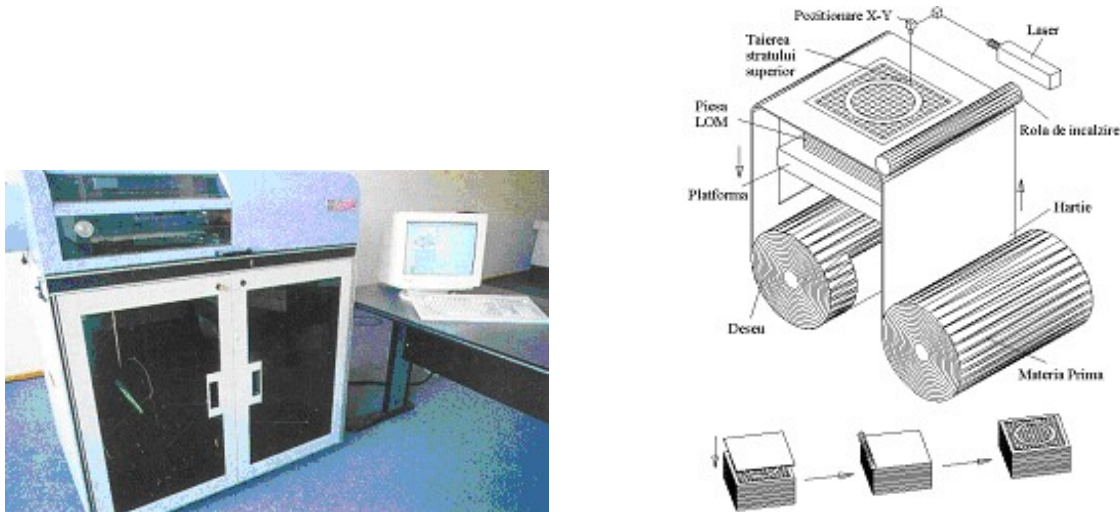 Pozitionare X-Y
Laser
Taierea
stratului
superior
Piesa
LOM
Rola de incalzire
Platforma
Hartie
Deseu
Materia Prima